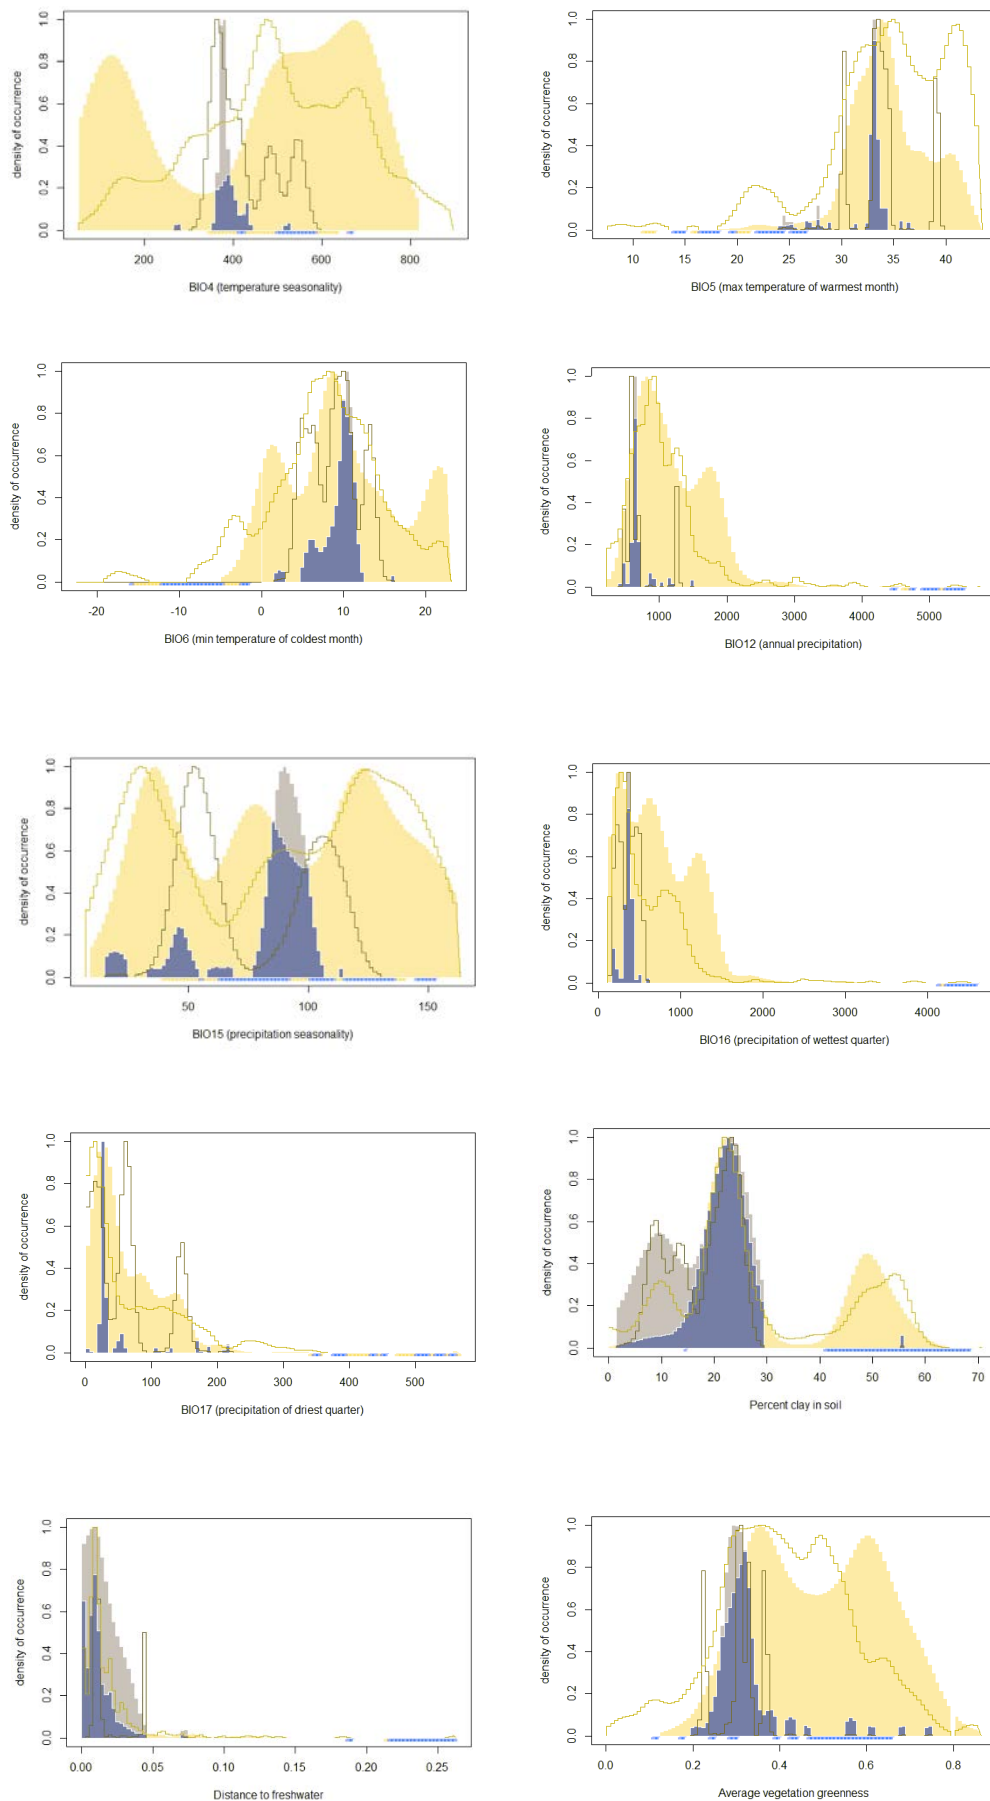 density of occurrence
0.0 0.2 0.4 0.6 0.8 1.0
200 400 600 800
BIO4 (temperature seasonality)
density of occurrence
0.0 0.2 0.4 0.6 0.8 1.0
10 15 20 25 30 35 40
BIO5 (max temperature of warmest month)
density of occurrence
0.0 0.2 0.4 0.6 0.8 1.0
-20 -10 0 10 20
BIO6 (min temperature of coldest month)
density of occurrence
0.0 0.2 0.4 0.6 0.8 1.0
1000 2000 3000 4000 5000
BIO12 (annual precipitation)
density of occurrence
0.0 0.2 0.4 0.6 0.8 1.0
50 100 150
BIO15 (precipitation seasonality)
density of occurrence
0.0 0.2 0.4 0.6 0.8 1.0
0 1000 2000 3000 4000
BIO16 (precipitation of wettest quarter)
density of occurrence
0.0 0.2 0.4 0.6 0.8 1.0
0 100 200 300 400 500
BIO17 (precipitation of driest quarter)
density of occurrence
0.0 0.2 0.4 0.6 0.8 1.0
0 10 20 30 40 50 60 70
Percent clay in soil
density of occurrence
0.0 0.2 0.4 0.6 0.8 1.0
0.00 0.05 0.10 0.15 0.20 0.25
Distance to freshwater
density of occurrence
0.0 0.2 0.4 0.6 0.8 1.0
0.0 0.2 0.4 0.6 0.8
Average vegetation greenness